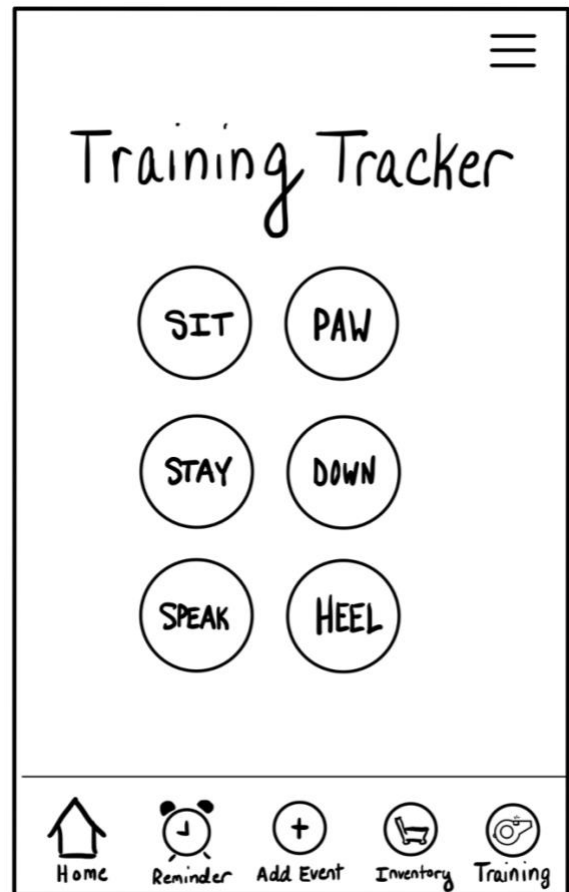 Training Tracker
SIT PAW
STAY DOWN
SPEAK HEEL
+
Home Reminder Add Event Inventory Training